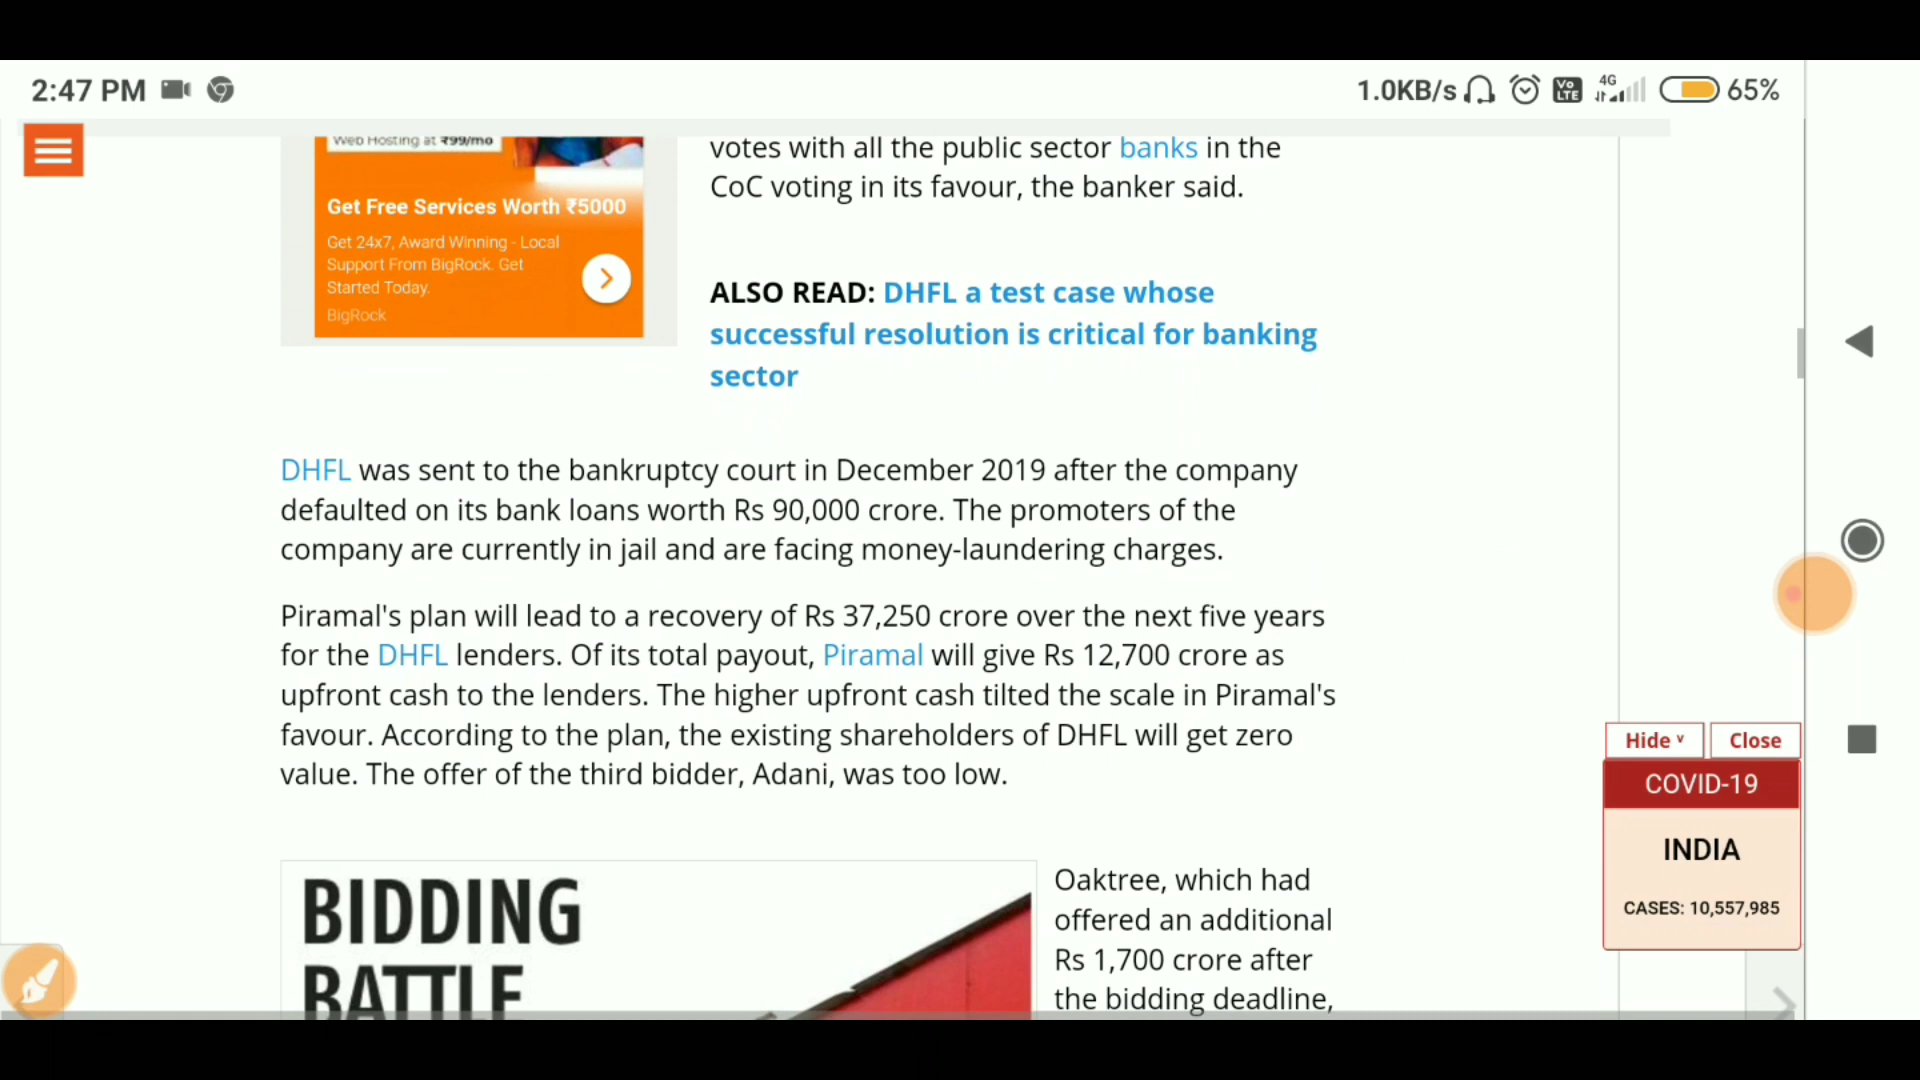 2:47 PM
1.0KB/s
Vo LTE
4G
65%
Web Hosting at ₹99/mo
Get Free Services Worth ₹5000
Get 24x7, Award Winning - Local
Support From BigRock. Get
Started Today.
BigRock
votes with all the public sector banks in the
CoC voting in its favour, the banker said.
ALSO READ: DHFL a test case whose
successful resolution is critical for banking
sector
DHFL was sent to the bankruptcy court in December 2019 after the company
defaulted on its bank loans worth Rs 90,000 crore. The promoters of the
company are currently in jail and are facing money-laundering charges.
Piramal's plan will lead to a recovery of Rs 37,250 crore over the next five years
for the DHFL lenders. Of its total payout, Piramal will give Rs 12,700 crore as
upfront cash to the lenders. The higher upfront cash tilted the scale in Piramal's
favour. According to the plan, the existing shareholders of DHFL will get zero
value. The offer of the third bidder, Adani, was too low.
BIDDING
BATTLE
Oaktree, which had
offered an additional
Rs 1,700 crore after
the bidding deadline,
Hide ˅
Close
COVID-19
INDIA
CASES: 10,557,985